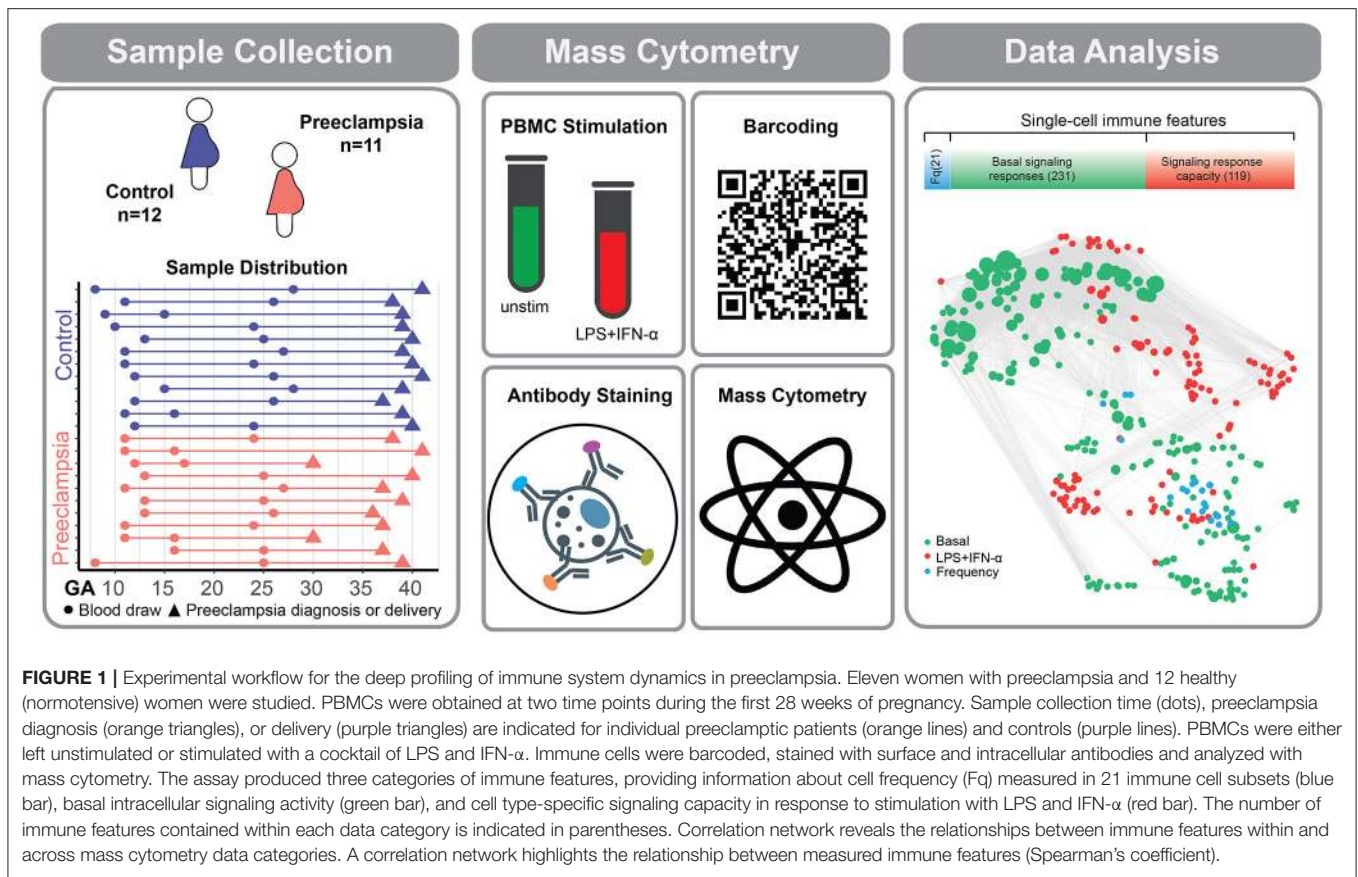 Sample Collection
Mass Cytometry
Data Analysis
Preeclampsia
n=11
Control
n=12
Sample Distribution
Control
Preeclampsia
GA 10 15 20 25 30 35 40
● Blood draw ▲ Preeclampsia diagnosis or delivery
PBMC Stimulation
unstim
LPS+IFN-α
Barcoding
Antibody Staining
Mass Cytometry
Single-cell immune features
Fq(21)
Basal signaling
responses (231)
Signaling response
capacity (119)
Basal
LPS+IFN-α
Frequency
FIGURE 1 | Experimental workflow for the deep profiling of immune system dynamics in preeclampsia. Eleven women with preeclampsia and 12 healthy
(normotensive) women were studied. PBMCs were obtained at two time points during the first 28 weeks of pregnancy. Sample collection time (dots), preeclampsia
diagnosis (orange triangles), or delivery (purple triangles) are indicated for individual preeclamptic patients (orange lines) and controls (purple lines). PBMCs were either
left unstimulated or stimulated with a cocktail of LPS and IFN-α. Immune cells were barcoded, stained with surface and intracellular antibodies and analyzed with
mass cytometry. The assay produced three categories of immune features, providing information about cell frequency (Fq) measured in 21 immune cell subsets (blue
bar), basal intracellular signaling activity (green bar), and cell type-specific signaling capacity in response to stimulation with LPS and IFN-α (red bar). The number of
immune features contained within each data category is indicated in parentheses. Correlation network reveals the relationships between immune features within and
across mass cytometry data categories. A correlation network highlights the relationship between measured immune features (Spearman's coefficient).